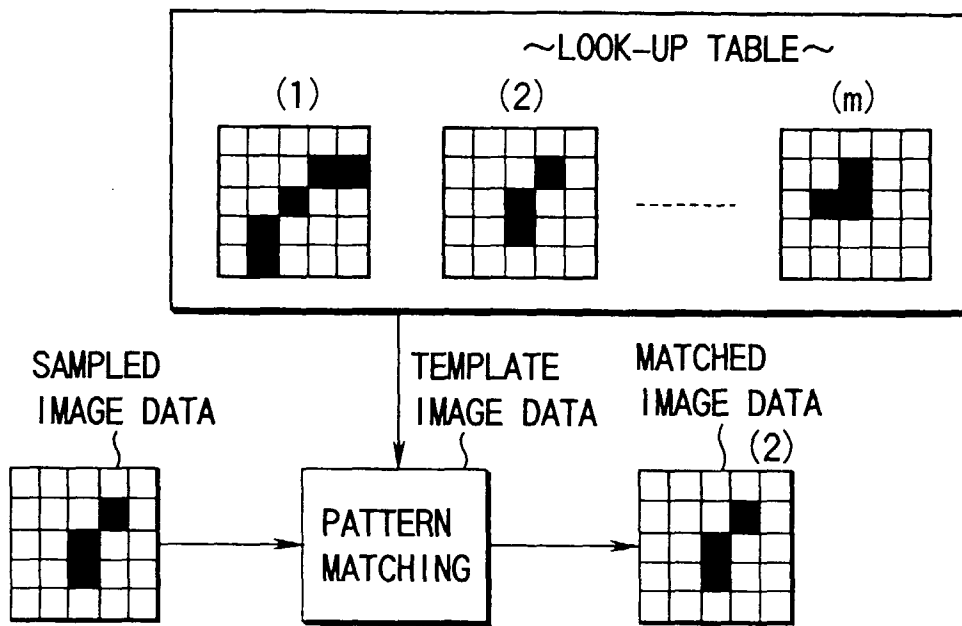 ~LOOK-UP TABLE~
(1)
(2)
(m)
SAMPLED
IMAGE DATA
TEMPLATE
IMAGE DATA
MATCHED
IMAGE DATA
(2)
PATTERN
MATCHING